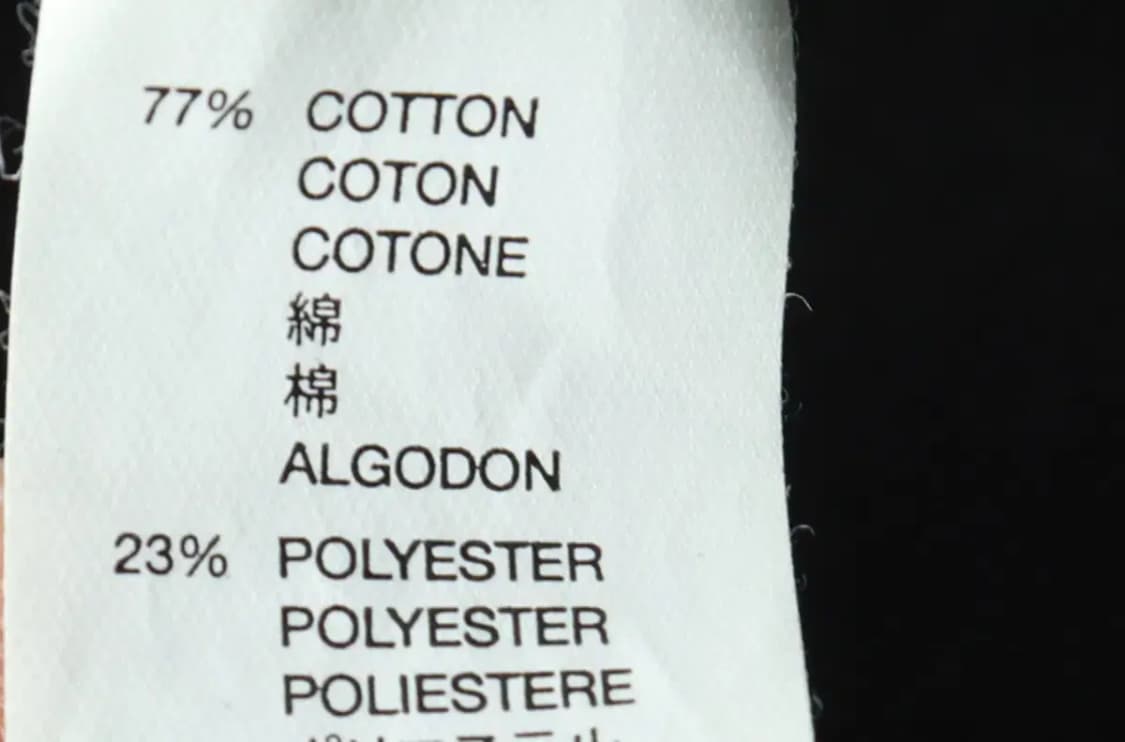 77% COTTON
COTON
COTONE
綿
棉
ALGODON
23% POLYESTER
POLYESTER
POLIESTERE